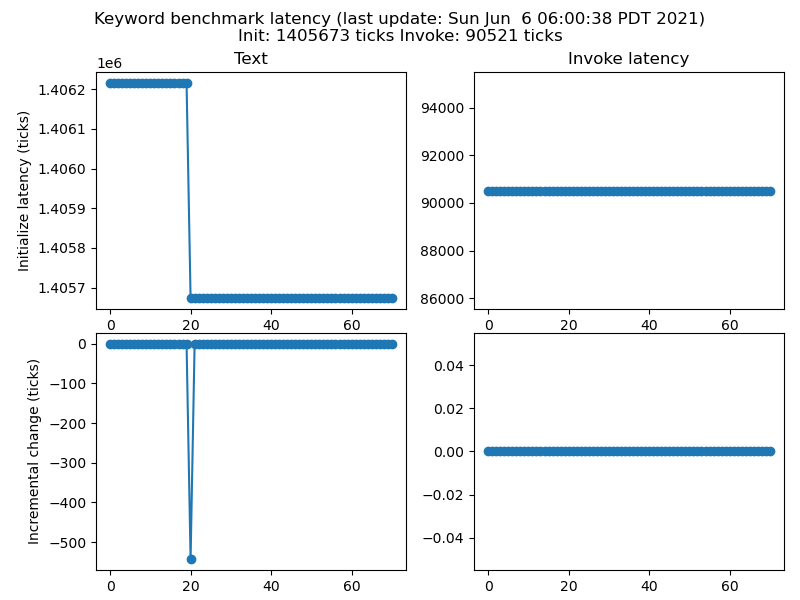 Keyword benchmark latency (last update: Sun Jun  6 06:00:38 PDT 2021)
Init: 1405673 ticks Invoke: 90521 ticks
Text
Invoke latency
1e6
Initialize latency (ticks)
1.4062
1.4061
1.4060
1.4059
1.4058
1.4057
0 20 40 60
94000
92000
90000
88000
86000
0 20 40 60
Incremental change (ticks)
0
−100
−200
−300
−400
−500
0 20 40 60
0.04
0.02
0.00
−0.02
−0.04
0 20 40 60